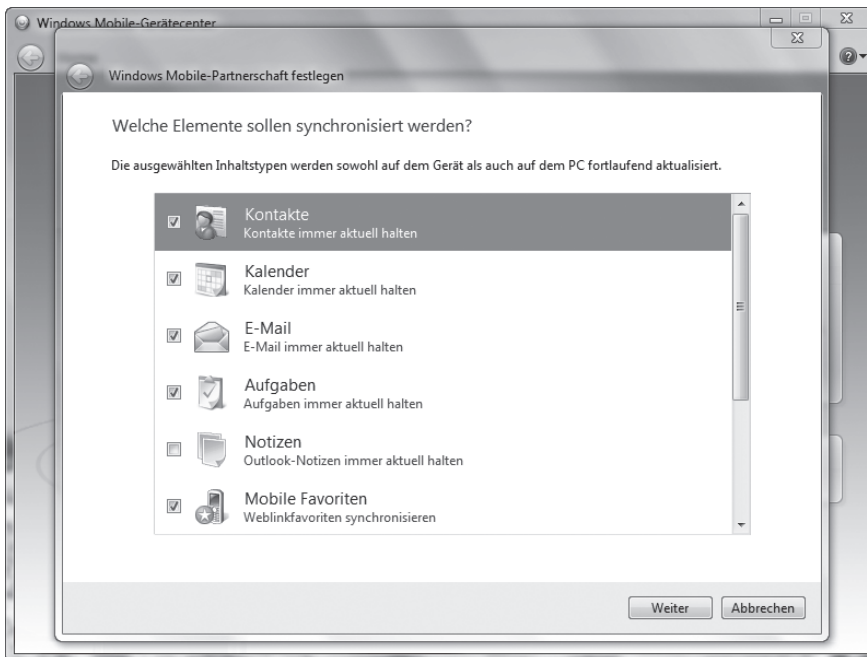 Windows Mobile-Gerätecenter
Windows Mobile-Partnerschaft festlegen
Welche Elemente sollen synchronisiert werden?
Die ausgewählten Inhaltstypen werden sowohl auf dem Gerät als auch auf dem PC fortlaufend aktualisiert.
Kontakte
Kontakte immer aktuell halten
Kalender
Kalender immer aktuell halten
E-Mail
E-Mail immer aktuell halten
Aufgaben
Aufgaben immer aktuell halten
Notizen
Outlook-Notizen immer aktuell halten
Mobile Favoriten
Weblinkfavoriten synchronisieren
Weiter Abbrechen